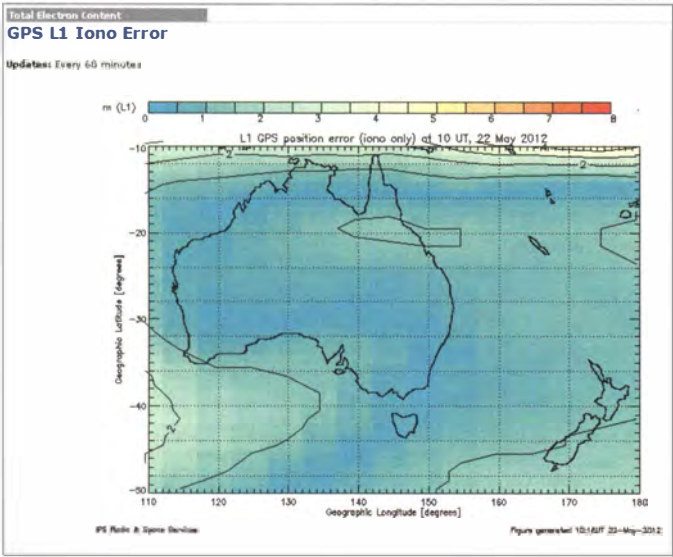 Total Electron Content
GPS L1 Iono Error
Updates: Every 60 minutes
m (L1)
0 1 2 3 4 5 6 7 8
L1 GPS position error (iono only) at 10 UT, 22 May 2012
-10
-20
-30
-40
-50
Geographic Latitude [degrees]
2
2
2
110 120 130 140 150 160 170 180
Geographic Longitude [degrees]
IPS Radio & Space Services
Figure generated 10:16UT 22-May-2012